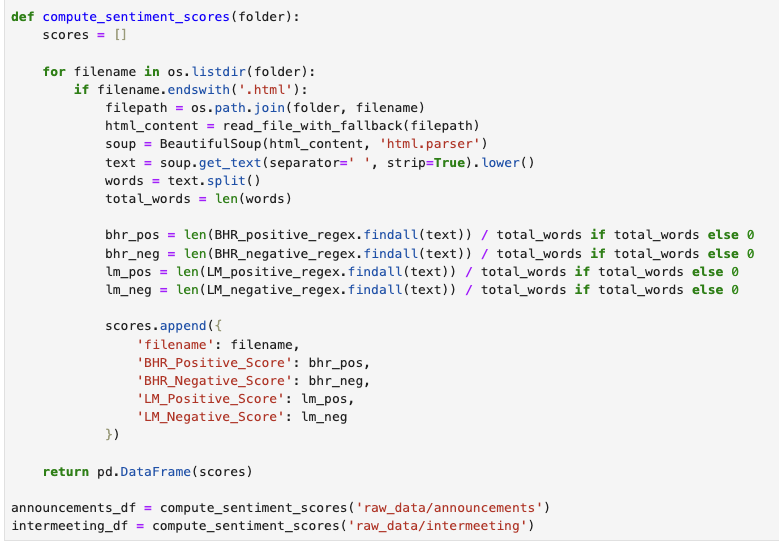 def compute_sentiment_scores(folder):
    scores = []

    for filename in os.listdir(folder):
        if filename.endswith('.html'):
            filepath = os.path.join(folder, filename)
            html_content = read_file_with_fallback(filepath)
            soup = BeautifulSoup(html_content, 'html.parser')
            text = soup.get_text(separator=' ', strip=True).lower()
            words = text.split()
            total_words = len(words)

            bhr_pos = len(BHR_positive_regex.findall(text)) / total_words if total_words else 0
            bhr_neg = len(BHR_negative_regex.findall(text)) / total_words if total_words else 0
            lm_pos = len(LM_positive_regex.findall(text)) / total_words if total_words else 0
            lm_neg = len(LM_negative_regex.findall(text)) / total_words if total_words else 0

            scores.append({
                'filename': filename,
                'BHR_Positive_Score': bhr_pos,
                'BHR_Negative_Score': bhr_neg,
                'LM_Positive_Score': lm_pos,
                'LM_Negative_Score': lm_neg
            })

    return pd.DataFrame(scores)

announcements_df = compute_sentiment_scores('raw_data/announcements')
intermeeting_df = compute_sentiment_scores('raw_data/intermeeting')